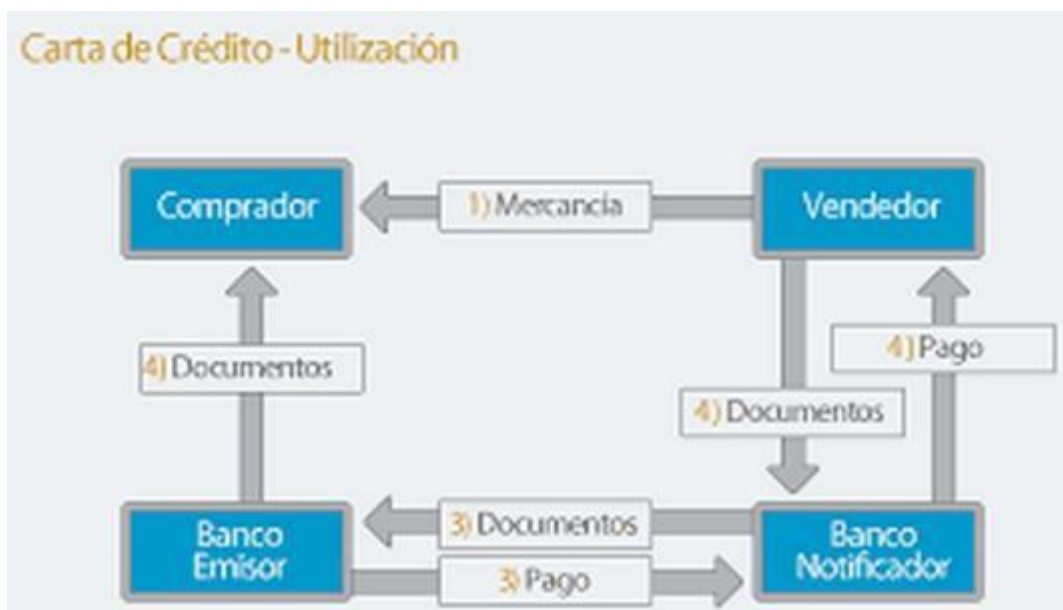 Carta de Crédito - Utilización
Comprador
1) Mercancía
Vendedor
4) Documentos
4) Pago
4) Documentos
Banco
Emisor
3) Documentos
3) Pago
Banco
Notificador